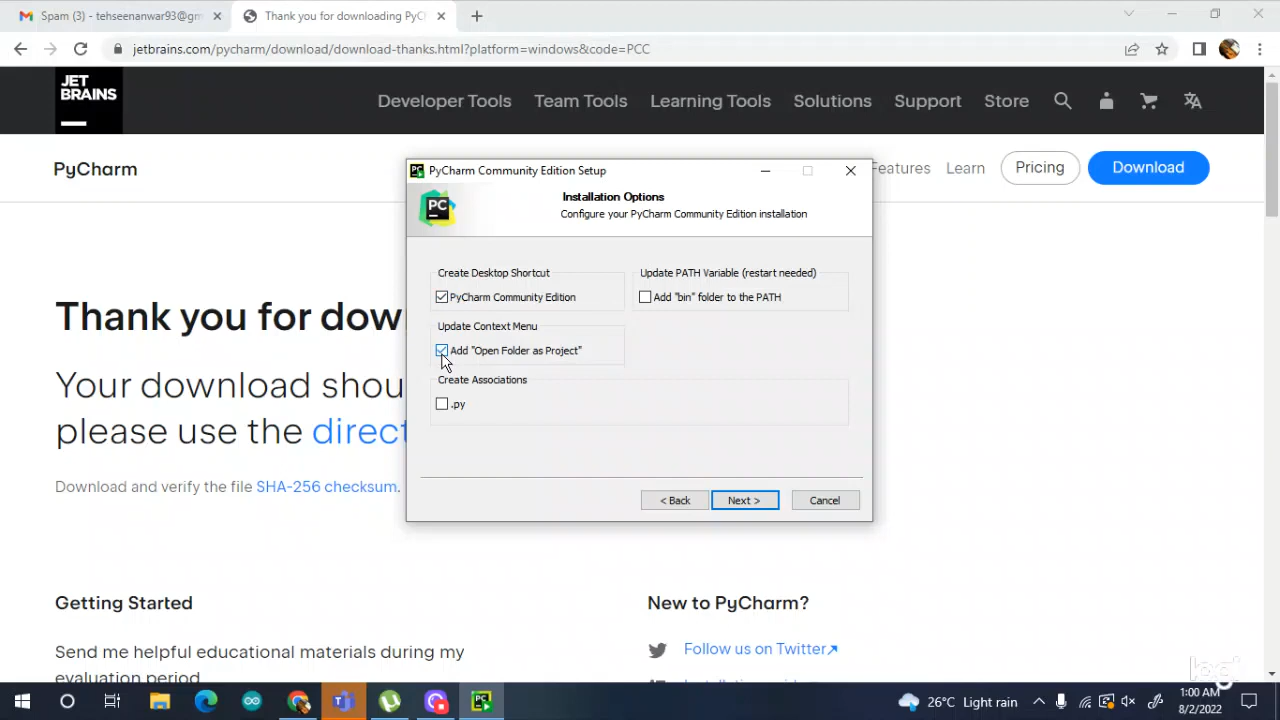 Spam (3) - tehseenanwar93@gm
Thank you for downloading PyC
jetbrains.com/pycharm/download/download-thanks.html?platform=windows&code=PCC
JET
BRAINS
Developer Tools
Team Tools
Learning Tools
Solutions
Support
Store
PyCharm
Features
Learn
Pricing
Download
PC
PyCharm Community Edition Setup
PC
Installation Options
Configure your PyCharm Community Edition installation
Create Desktop Shortcut
PyCharm Community Edition
Update PATH Variable (restart needed)
Add "bin" folder to the PATH
Update Context Menu
Add "Open Folder as Project"
Create Associations
.py
< Back
Next >
Cancel
Thank you for dow
Your download shou
please use the direct
Download and verify the file SHA-256 checksum.
Getting Started
Send me helpful educational materials during my
evaluation period
New to PyCharm?
Follow us on Twitter↗
26°C Light rain
1:00 AM
8/2/2022